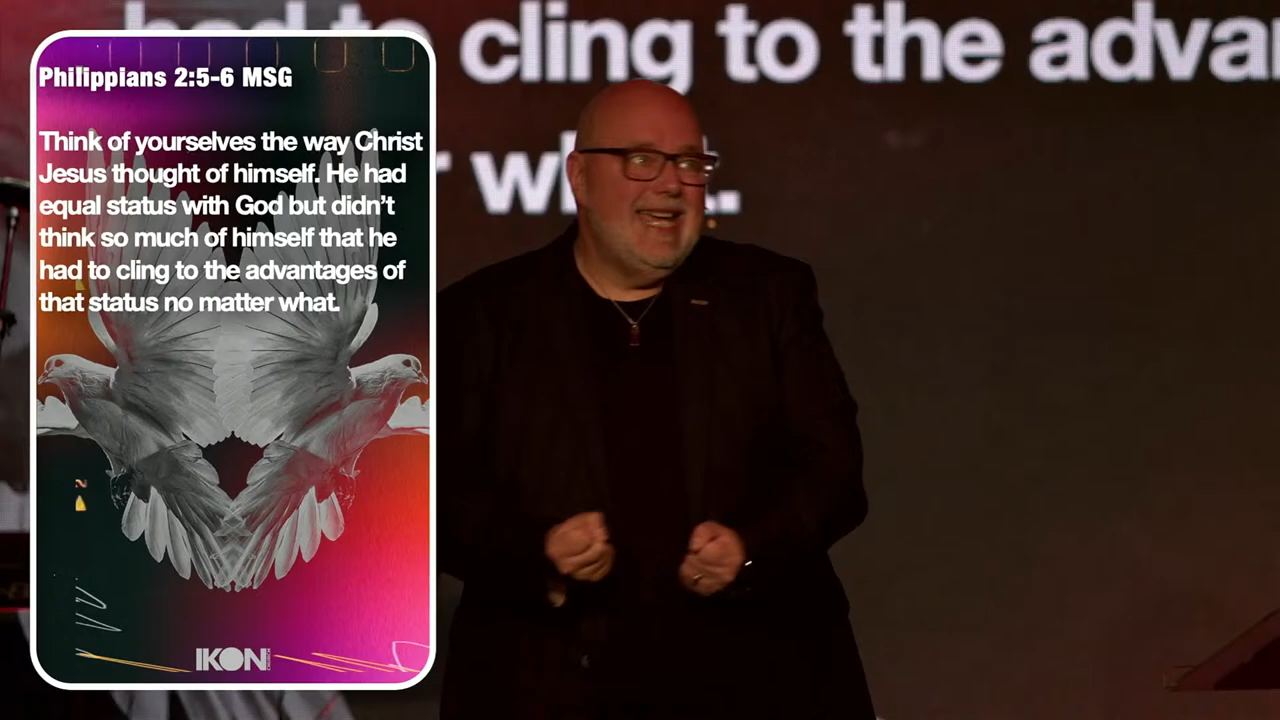 had to cling to the adva
r what.
Philippians 2:5-6 MSG
Think of yourselves the way Christ
Jesus thought of himself. He had
equal status with God but didn't
think so much of himself that he
had to cling to the advantages of
that status no matter what.
IKON